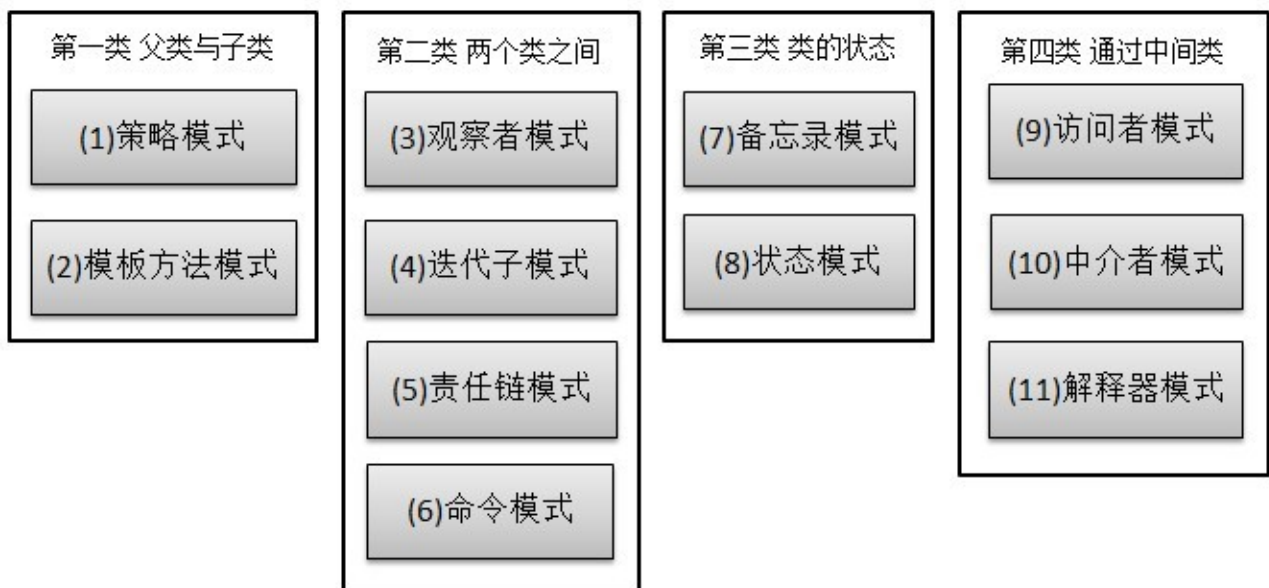 第一类 父类与子类
(1)策略模式
(2)模板方法模式
第二类 两个类之间
(3)观察者模式
(4)迭代子模式
(5)责任链模式
(6)命令模式
第三类 类的状态
(7)备忘录模式
(8)状态模式
第四类 通过中间类
(9)访问者模式
(10)中介者模式
(11)解释器模式